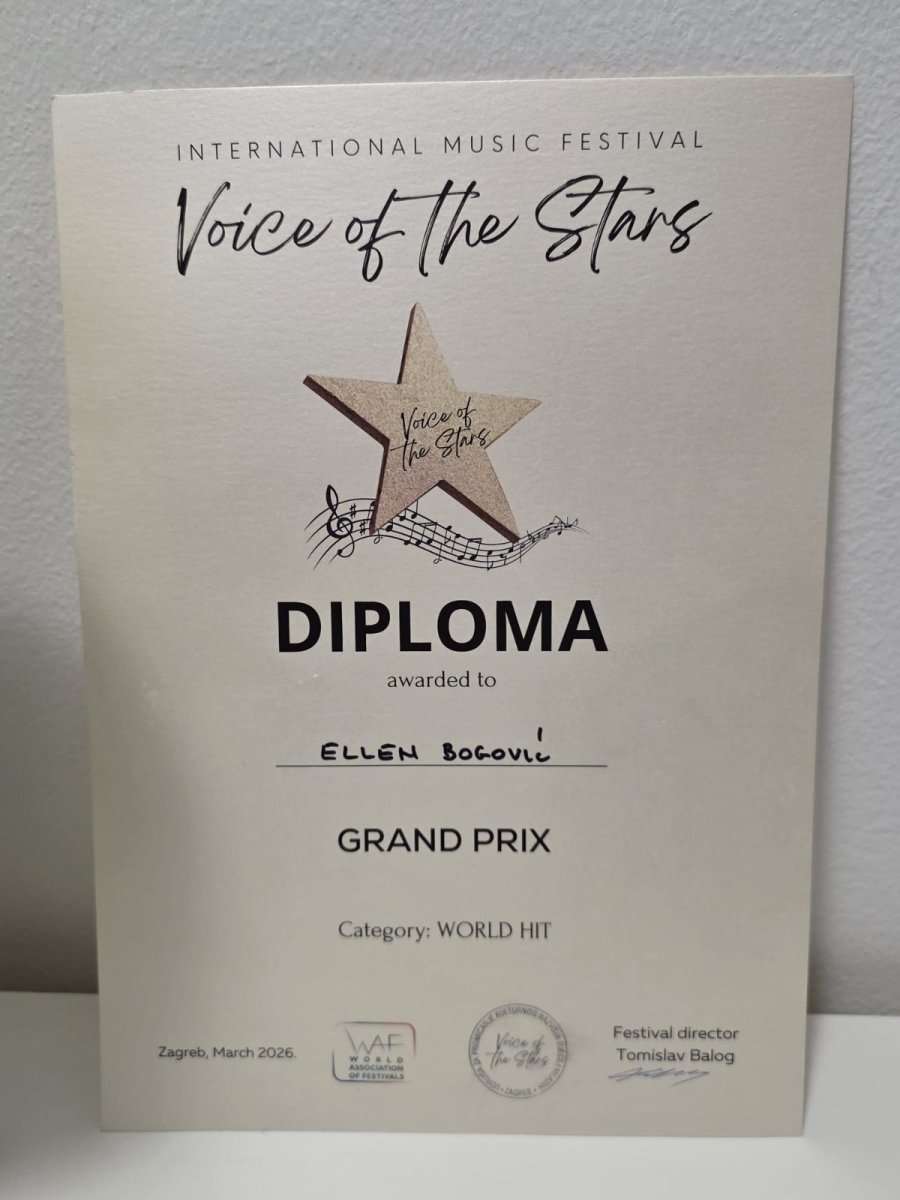 INTERNATIONAL MUSIC FESTIVAL
Voice of the Stars
Voice of
the Stars
DIPLOMA
awarded to
ELLEN BOGOVIĆ
GRAND PRIX
Category: WORLD HIT
Zagreb, March 2026.
WAF
WORLD
ASSOCIATION
OF FESTIVALS
Voice of
the Stars
ZAGREB
Festival director
Tomislav Balog